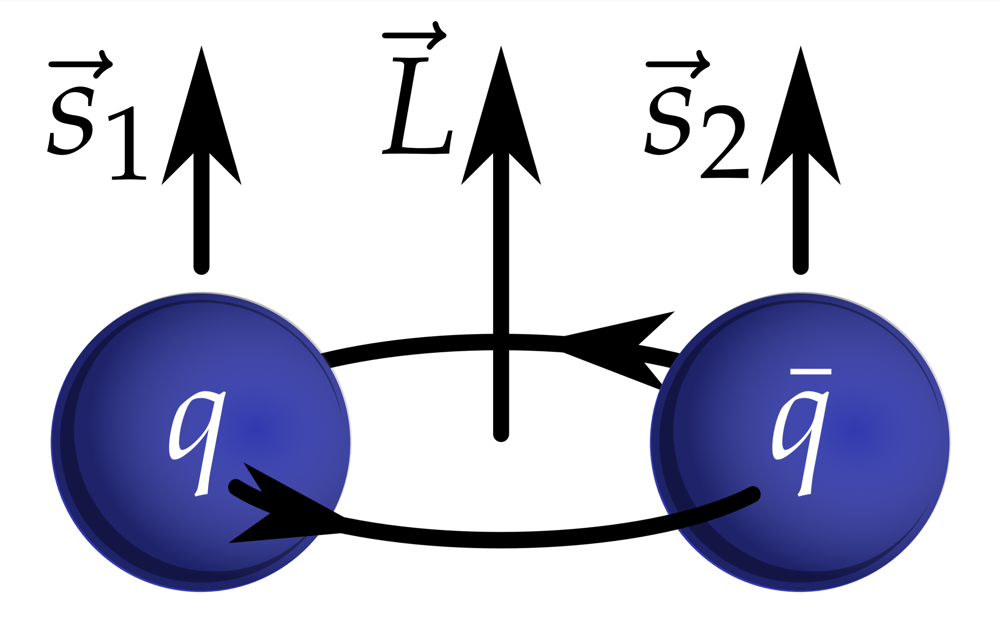 s⃗₁ L⃗ s⃗₂
q q̄